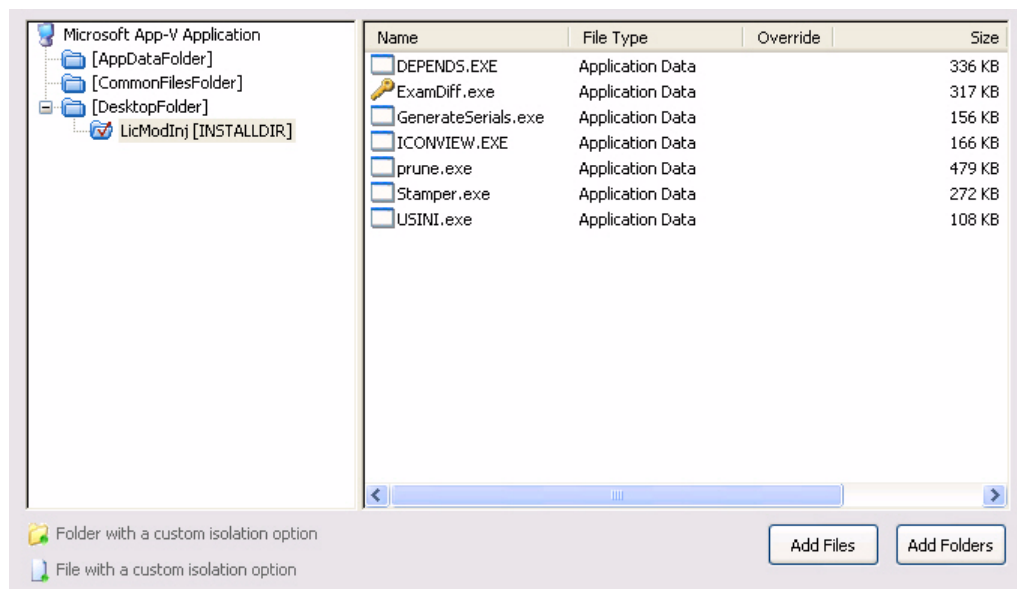 Microsoft App-V Application
[AppDataFolder]
[CommonFilesFolder]
[DesktopFolder]
LicModInj [INSTALLDIR]
Name File Type Override Size
DEPENDS.EXE Application Data 336 KB
ExamDiff.exe Application Data 317 KB
GenerateSerials.exe Application Data 156 KB
ICONVIEW.EXE Application Data 166 KB
prune.exe Application Data 479 KB
Stamper.exe Application Data 272 KB
USINI.exe Application Data 108 KB
Folder with a custom isolation option
File with a custom isolation option
Add Files Add Folders